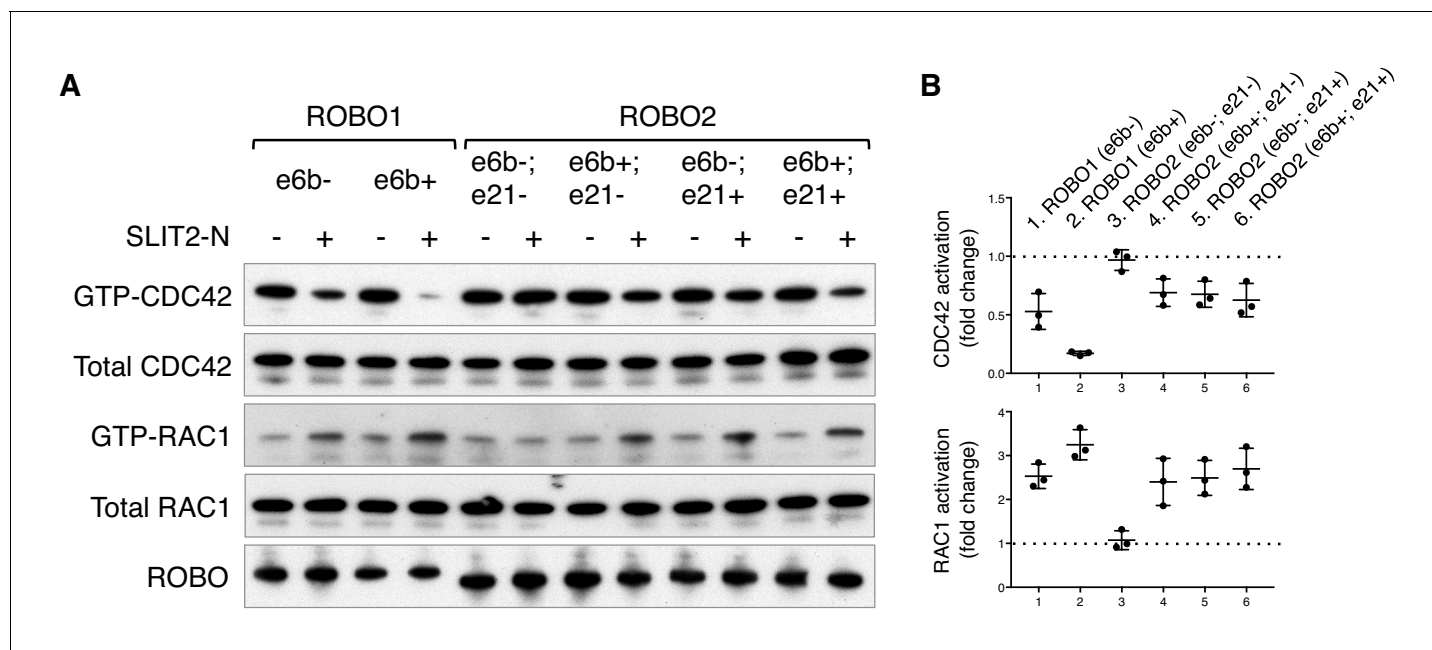 A
ROBO1
ROBO2
e6b-
e6b+
e6b-;
e21-
e6b+;
e21-
e6b-;
e21+
e6b+;
e21+
SLIT2-N - + - + - + - + - + - +
GTP-CDC42
Total CDC42
GTP-RAC1
Total RAC1
ROBO
B
1. ROBO1 (e6b-)
2. ROBO1 (e6b+)
3. ROBO2 (e6b-; e21-)
4. ROBO2 (e6b+; e21-)
5. ROBO2 (e6b-; e21+)
6. ROBO2 (e6b+; e21+)
CDC42 activation
(fold change)
1.5
1.0
0.5
0.0
1 2 3 4 5 6
RAC1 activation
(fold change)
4
3
2
1
0
1 2 3 4 5 6